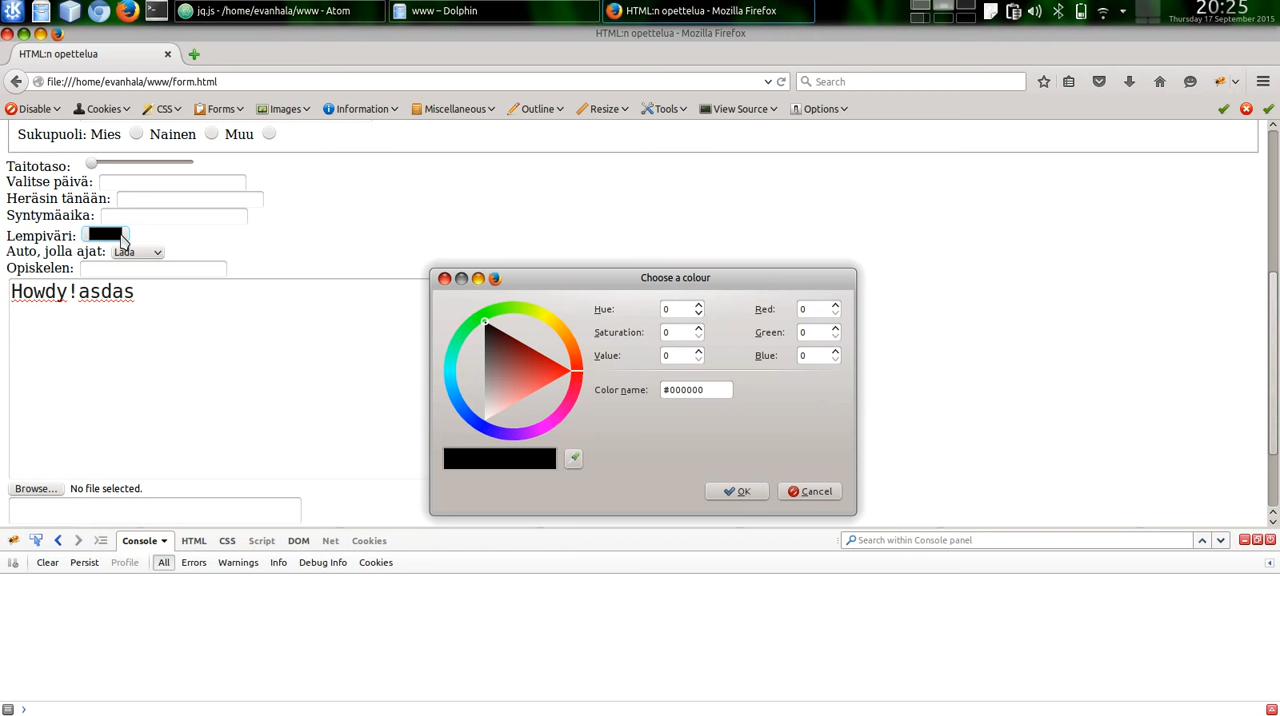 jq.js - /home/evanhala/www - Atom
www – Dolphin
HTML:n opettelua - Mozilla Firefox
20:25
Thursday 17 September 2015
HTML:n opettelua - Mozilla Firefox
HTML:n opettelua
file:///home/evanhala/www/form.html
Search
Disable
Cookies
CSS
Forms
Images
Information
Miscellaneous
Outline
Resize
Tools
View Source
Options
Sukupuoli: Mies Nainen Muu
Taitotaso:
Valitse päivä:
Heräsin tänään:
Syntymäaika:
Lempiväri:
Auto, jolla ajat: Lada
Opiskelen:
Howdy!asdas
Choose a colour
Hue: 0 Red: 0
Saturation: 0 Green: 0
Value: 0 Blue: 0
Color name: #000000
OK Cancel
Browse... No file selected.
Console HTML CSS Script DOM Net Cookies
Search within Console panel
Clear Persist Profile All Errors Warnings Info Debug Info Cookies